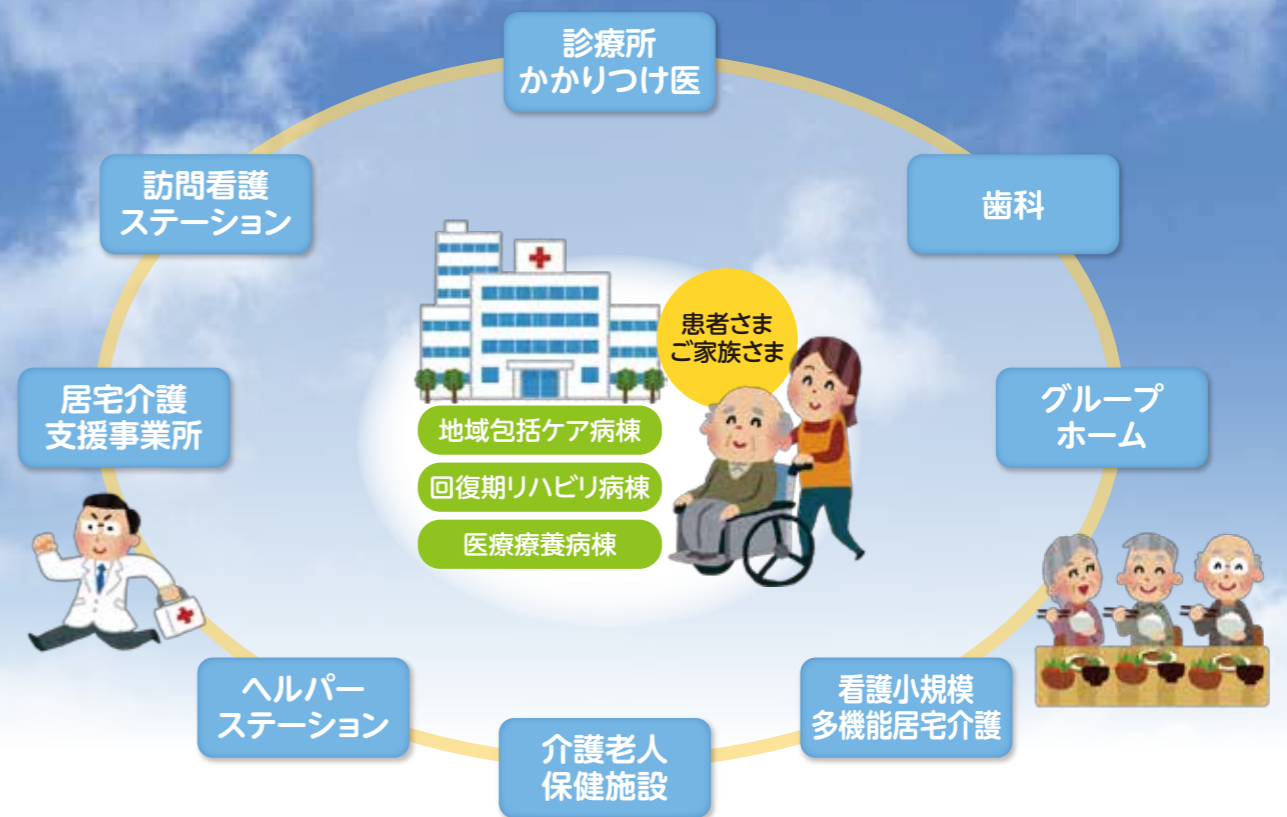 診療所
かかりつけ医
訪問看護
ステーション
歯科
患者さま
ご家族さま
居宅介護
支援事業所
グループ
ホーム
地域包括ケア病棟
回復期リハビリ病棟
医療療養病棟
ヘルパー
ステーション
看護小規模
多機能居宅介護
介護老人
保健施設